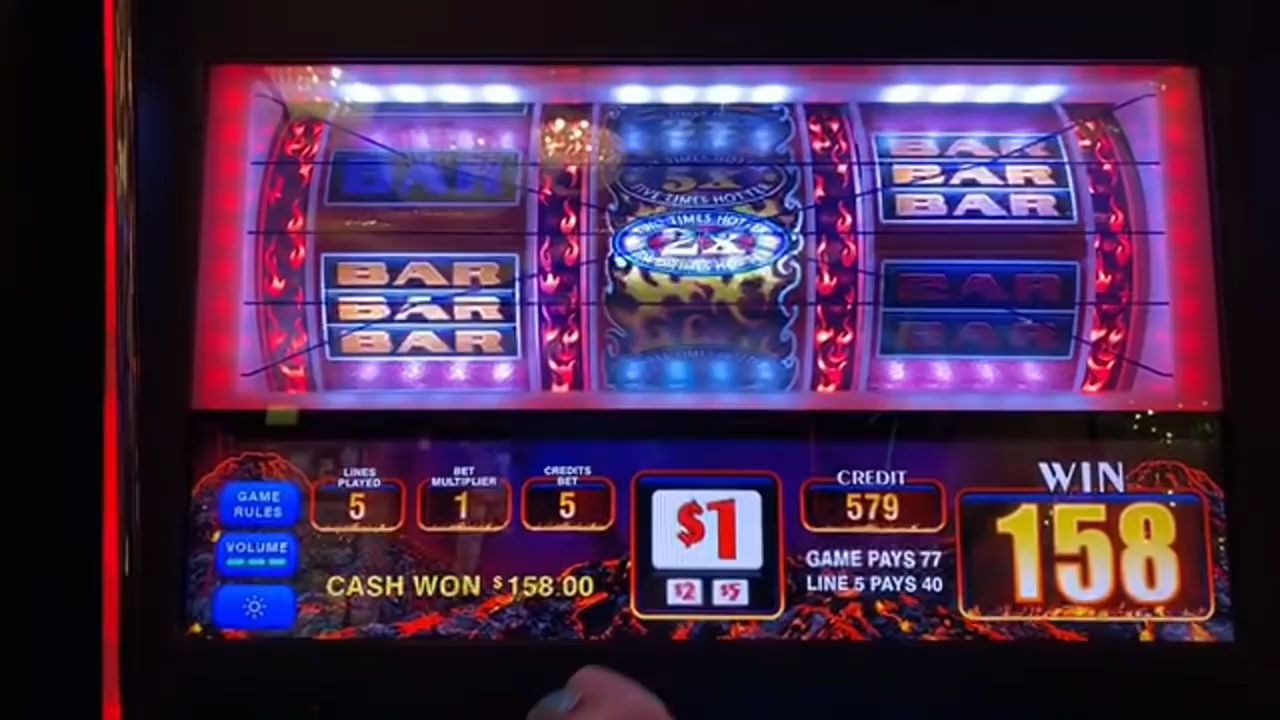 BAR
BAR
BAR
BAR
5X
FIVE TIMES HOTTER
2X
BAR
BAR
BAR
BAR
BAR
GAME RULES
VOLUME
LINES PLAYED
5
BET MULTIPLIER
1
CREDITS BET
5
CASH WON $158.00
$1
$2
$5
CREDIT
579
GAME PAYS 77
LINE 5 PAYS 40
WIN
158